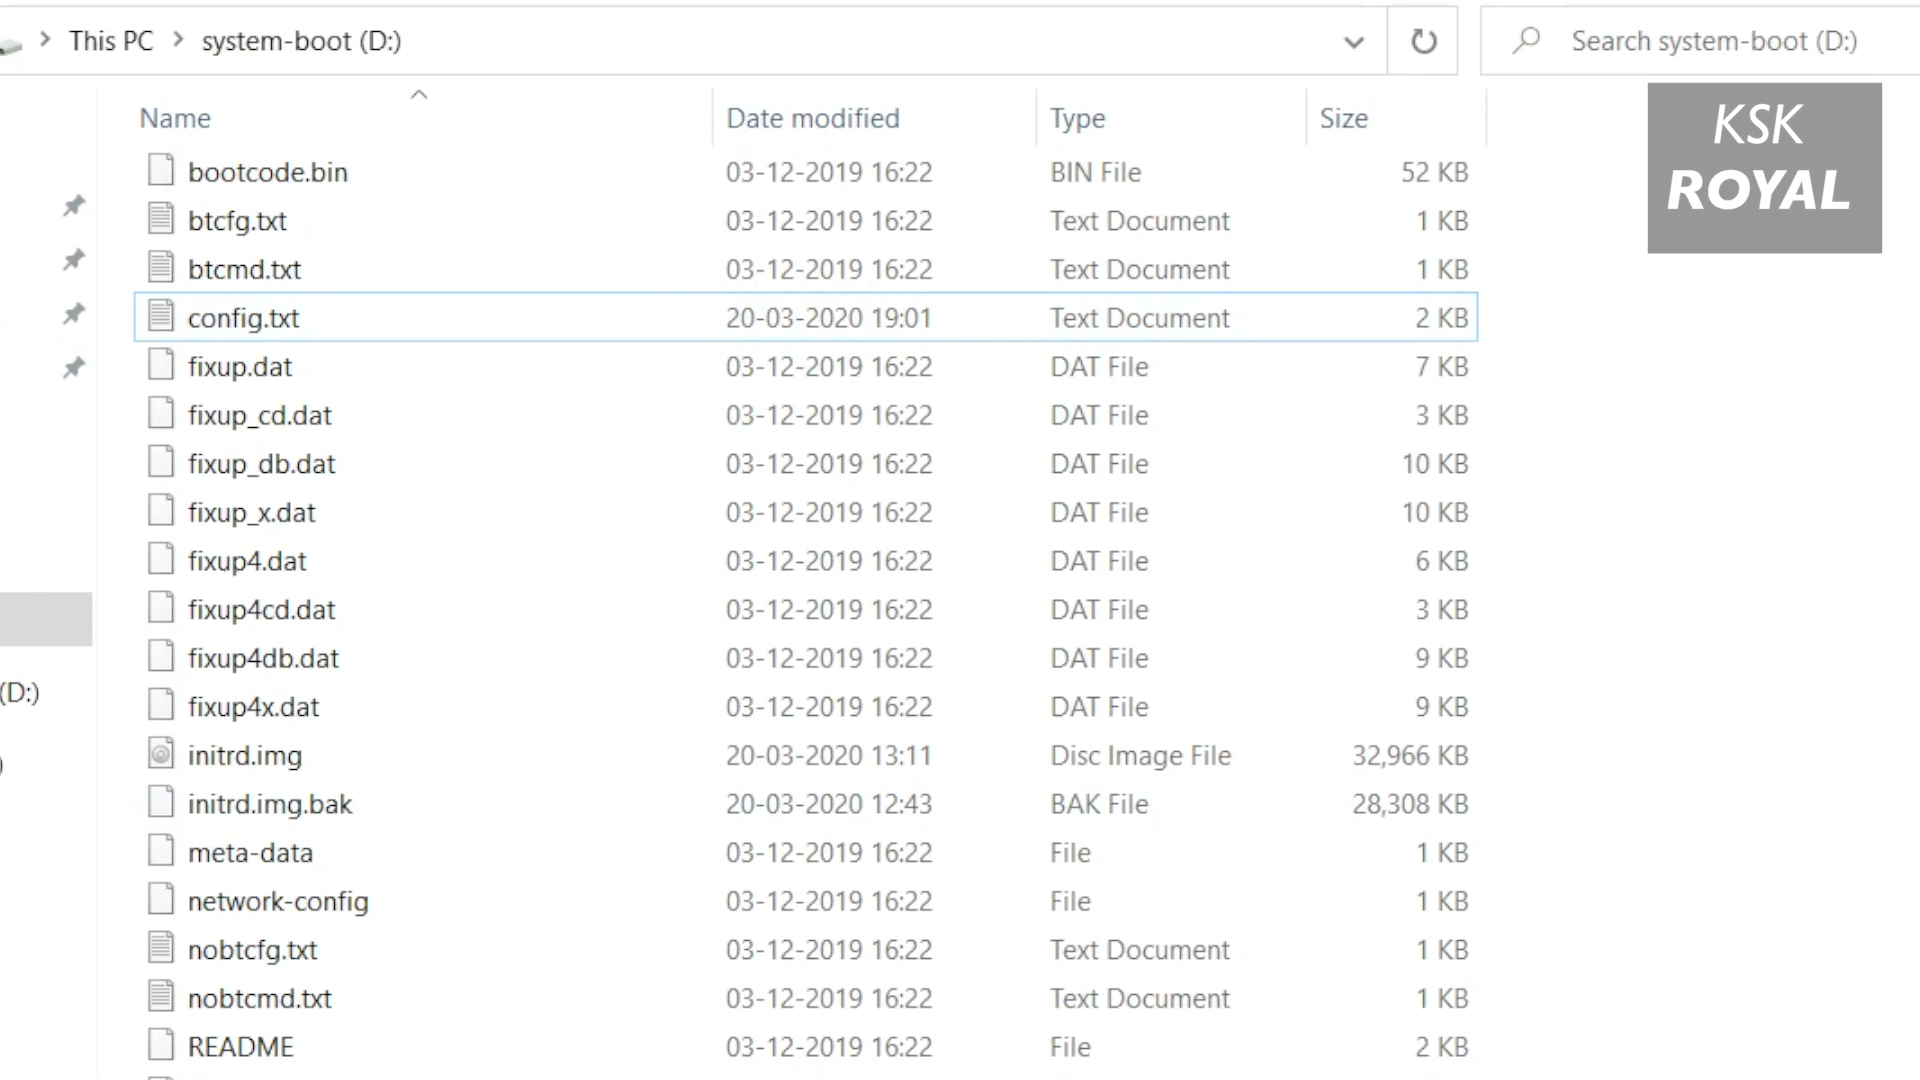 This PC > system-boot (D:)
Search system-boot (D:)
KSK
ROYAL
Name Date modified Type Size
bootcode.bin 03-12-2019 16:22 BIN File 52 KB
btcfg.txt 03-12-2019 16:22 Text Document 1 KB
btcmd.txt 03-12-2019 16:22 Text Document 1 KB
config.txt 20-03-2020 19:01 Text Document 2 KB
fixup.dat 03-12-2019 16:22 DAT File 7 KB
fixup_cd.dat 03-12-2019 16:22 DAT File 3 KB
fixup_db.dat 03-12-2019 16:22 DAT File 10 KB
fixup_x.dat 03-12-2019 16:22 DAT File 10 KB
fixup4.dat 03-12-2019 16:22 DAT File 6 KB
fixup4cd.dat 03-12-2019 16:22 DAT File 3 KB
fixup4db.dat 03-12-2019 16:22 DAT File 9 KB
(D:)
fixup4x.dat 03-12-2019 16:22 DAT File 9 KB
initrd.img 20-03-2020 13:11 Disc Image File 32,966 KB
)
initrd.img.bak 20-03-2020 12:43 BAK File 28,308 KB
meta-data 03-12-2019 16:22 File 1 KB
network-config 03-12-2019 16:22 File 1 KB
nobtcfg.txt 03-12-2019 16:22 Text Document 1 KB
nobtcmd.txt 03-12-2019 16:22 Text Document 1 KB
README 03-12-2019 16:22 File 2 KB